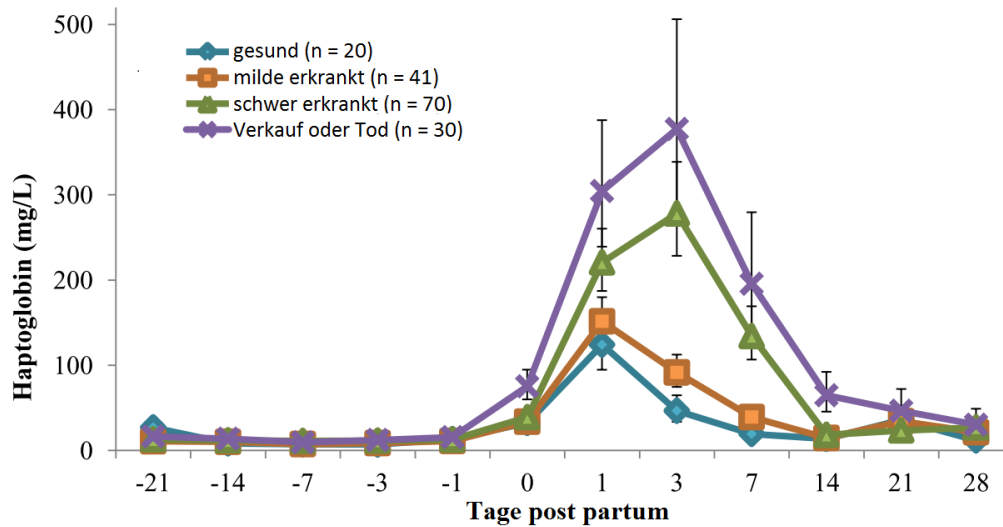 500
400
300
200
100
0
Haptoglobin (mg/L)
gesund (n = 20)
milde erkrankt (n = 41)
schwer erkrankt (n = 70)
Verkauf oder Tod (n = 30)
-21 -14 -7 -3 -1 0 1 3 7 14 21 28
Tage post partum